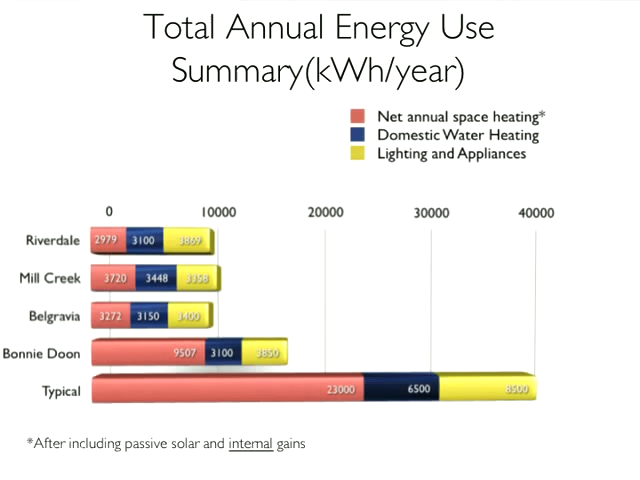 Total Annual Energy Use
Summary(kWh/year)
Net annual space heating*
Domestic Water Heating
Lighting and Appliances
0 10000 20000 30000 40000
Riverdale 2979 3100 3869
Mill Creek 3720 3448 3358
Belgravia 3272 3150 3400
Bonnie Doon 9507 3100 3850
Typical 23000 6500 8500
*After including passive solar and internal gains